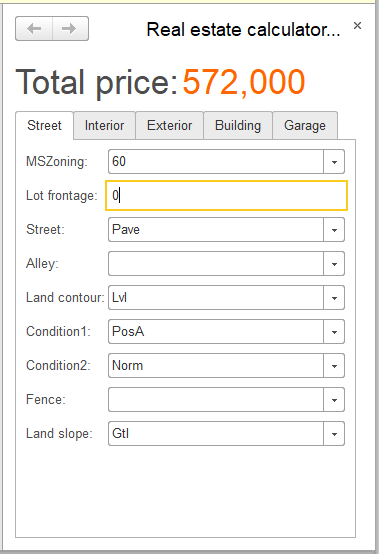 Real estate calculator...
Total price: 572,000
Street Interior Exterior Building Garage
MSZoning: 60
Lot frontage: 0
Street: Pave
Alley:
Land contour: Lvl
Condition1: PosA
Condition2: Norm
Fence:
Land slope: Gtl